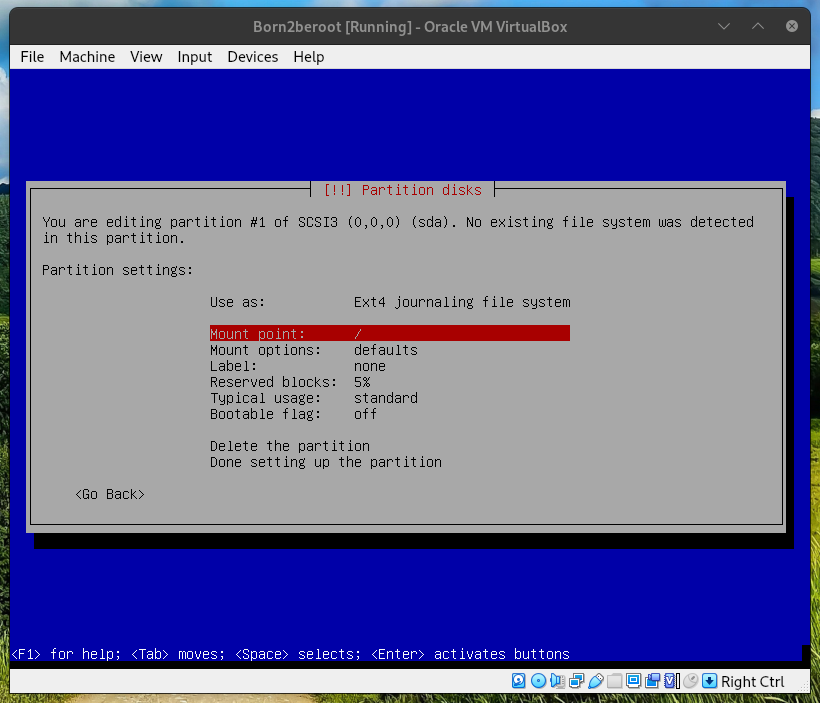 Born2beroot [Running] - Oracle VM VirtualBox
File Machine View Input Devices Help
[!!] Partition disks
You are editing partition #1 of SCSI3 (0,0,0) (sda). No existing file system was detected
in this partition.
Partition settings:
Use as: Ext4 journaling file system
Mount point: /
Mount options: defaults
Label: none
Reserved blocks: 5%
Typical usage: standard
Bootable flag: off
Delete the partition
Done setting up the partition
<Go Back>
<F1> for help; <Tab> moves; <Space> selects; <Enter> activates buttons
Right Ctrl